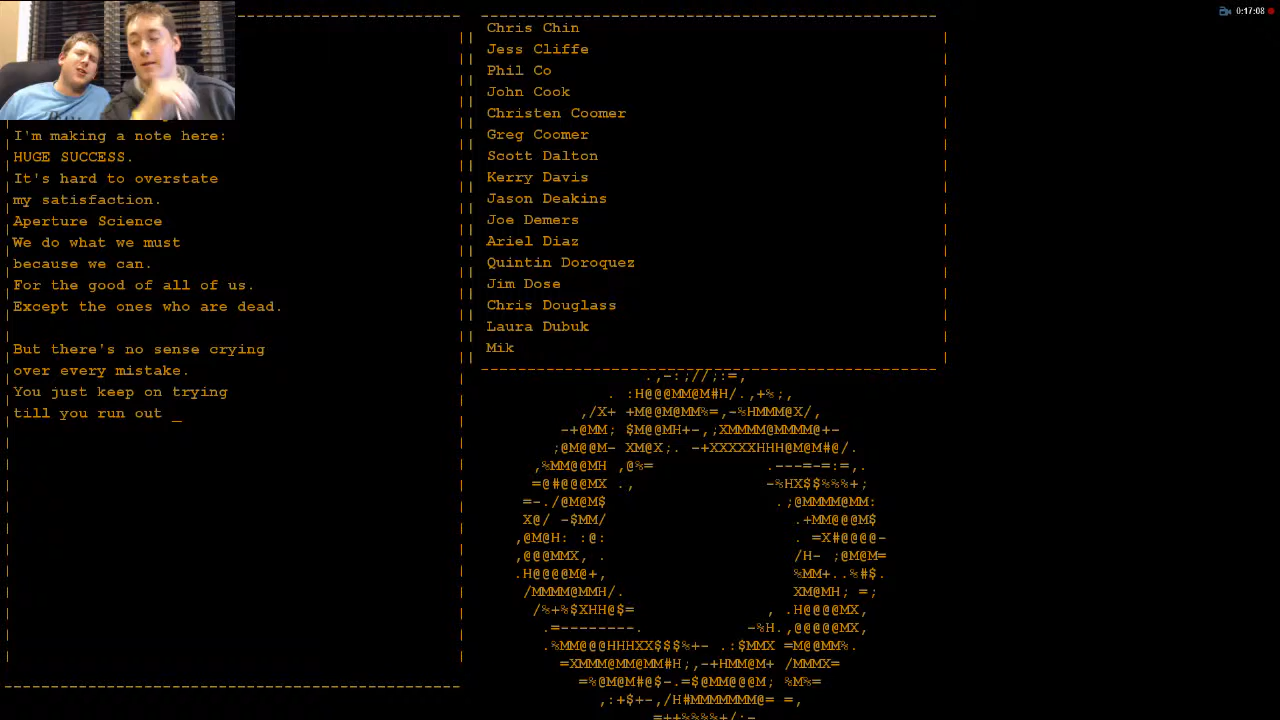 0:17:08
I'm making a note here:
HUGE SUCCESS.
It's hard to overstate
my satisfaction.
Aperture Science
We do what we must
because we can.
For the good of all of us.
Except the ones who are dead.
But there's no sense crying
over every mistake.
You just keep on trying
till you run out _
Chris Chin
Jess Cliffe
Phil Co
John Cook
Christen Coomer
Greg Coomer
Scott Dalton
Kerry Davis
Jason Deakins
Joe Demers
Ariel Diaz
Quintin Doroquez
Jim Dose
Chris Douglass
Laura Dubuk
Mik